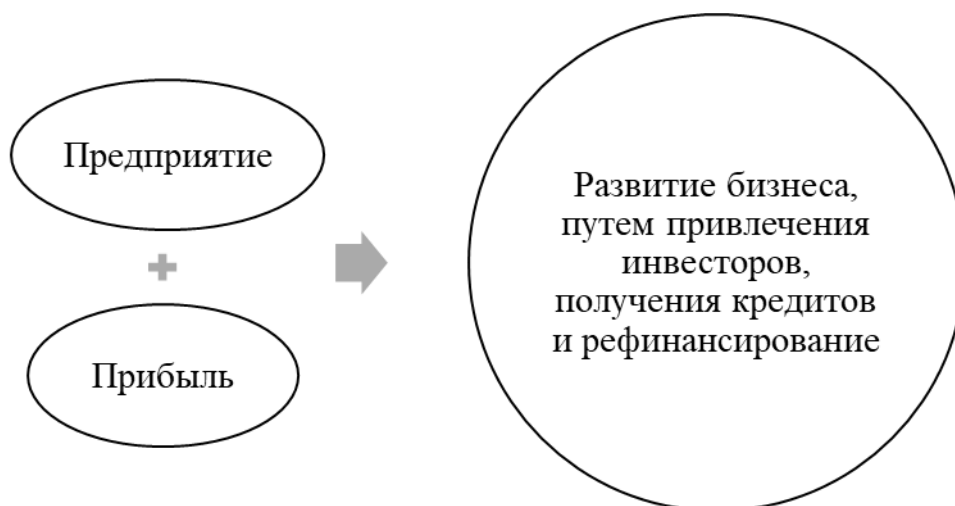 Предприятие
+
Прибыль
Развитие бизнеса,
путем привлечения
инвесторов,
получения кредитов
и рефинансирование